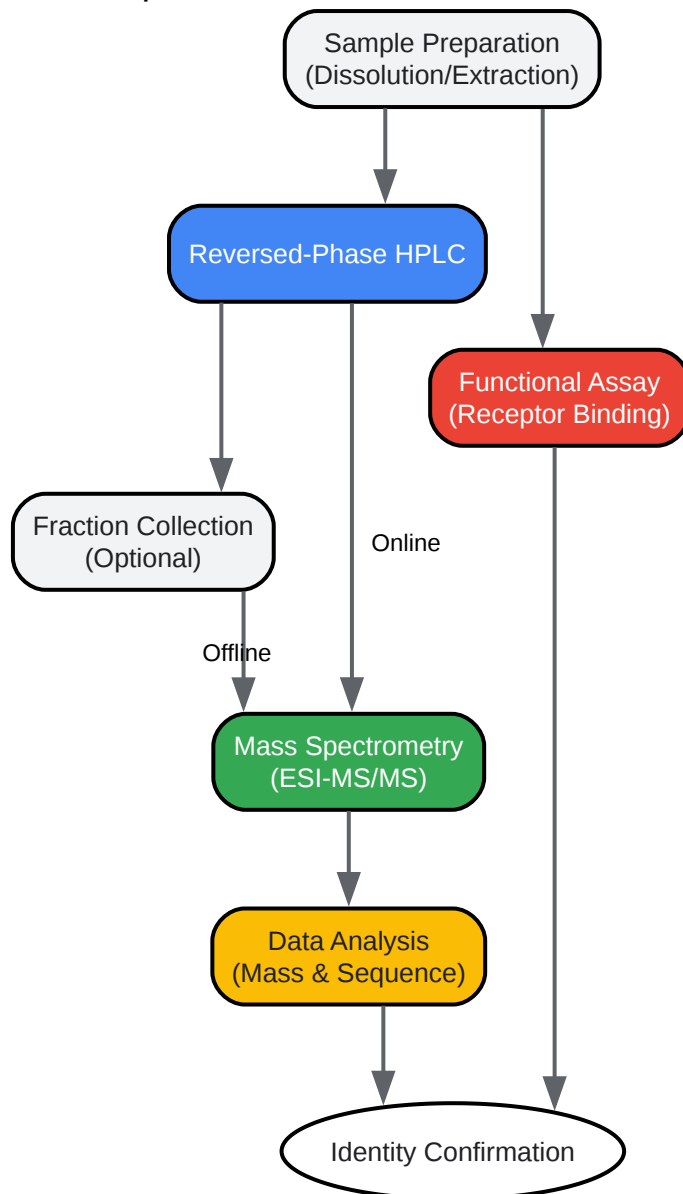 Sample Preparation
(Dissolution/Extraction)
Reversed-Phase HPLC
Functional Assay
(Receptor Binding)
Fraction Collection
(Optional)
Online
Offline
Mass Spectrometry
(ESI-MS/MS)
Data Analysis
(Mass & Sequence)
Identity Confirmation